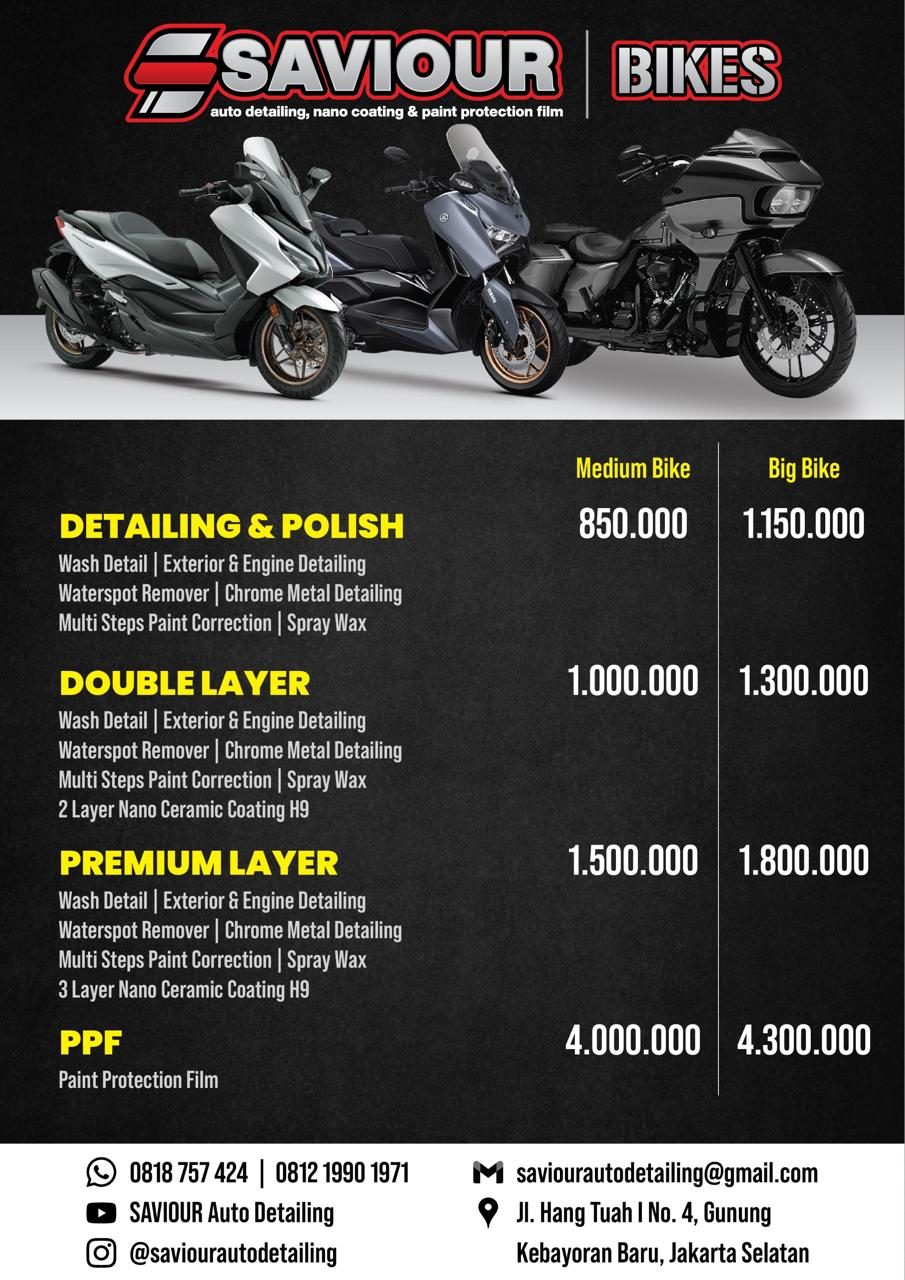 SAVIOUR
BIKES
auto detailing, nano coating & paint protection film
Medium Bike
Big Bike
DETAILING & POLISH
850.000
1.150.000
Wash Detail | Exterior & Engine Detailing
Waterspot Remover | Chrome Metal Detailing
Multi Steps Paint Correction | Spray Wax
DOUBLE LAYER
1.000.000
1.300.000
Wash Detail | Exterior & Engine Detailing
Waterspot Remover | Chrome Metal Detailing
Multi Steps Paint Correction | Spray Wax
2 Layer Nano Ceramic Coating H9
PREMIUM LAYER
1.500.000
1.800.000
Wash Detail | Exterior & Engine Detailing
Waterspot Remover | Chrome Metal Detailing
Multi Steps Paint Correction | Spray Wax
3 Layer Nano Ceramic Coating H9
PPF
4.000.000
4.300.000
Paint Protection Film
0818 757 424 | 0812 1990 1971
SAVIOUR Auto Detailing
@saviourautodetailing
saviourautodetailing@gmail.com
Jl. Hang Tuah I No. 4, Gunung
Kebayoran Baru, Jakarta Selatan